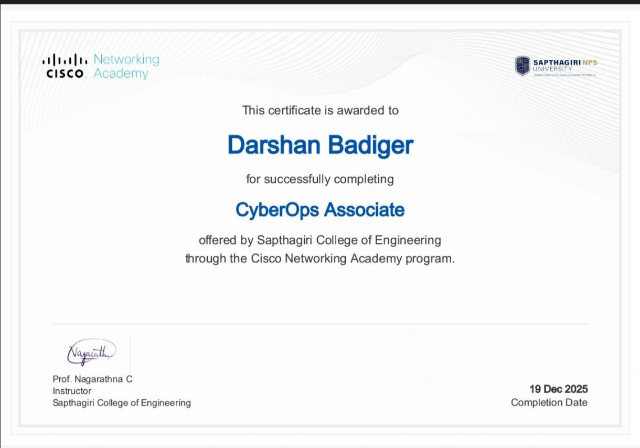 CISCO Networking Academy
SAPTHAGIRI NPS
UNIVERSITY
This certificate is awarded to
Darshan Badiger
for successfully completing
CyberOps Associate
offered by Sapthagiri College of Engineering
through the Cisco Networking Academy program.
Nagarath
Prof. Nagarathna C
Instructor
Sapthagiri College of Engineering
19 Dec 2025
Completion Date